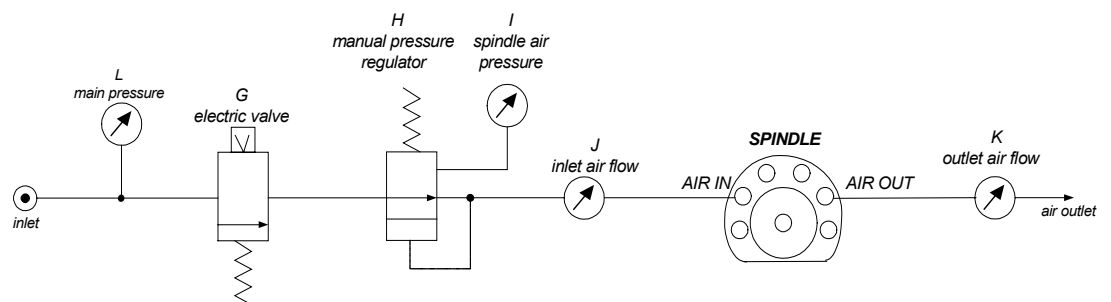 H
manual pressure
regulator
I
spindle air
pressure
L
main pressure
G
electric valve
J
inlet air flow
SPINDLE
K
outlet air flow
AIR IN
AIR OUT
inlet
air outlet